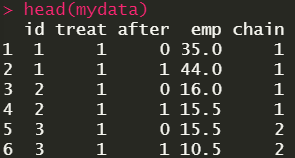 > head(mydata)
id treat after emp chain
1 1 1 0 35.0 1
2 1 1 1 44.0 1
3 2 1 0 16.0 1
4 2 1 1 15.5 1
5 3 1 0 15.5 2
6 3 1 1 10.5 2